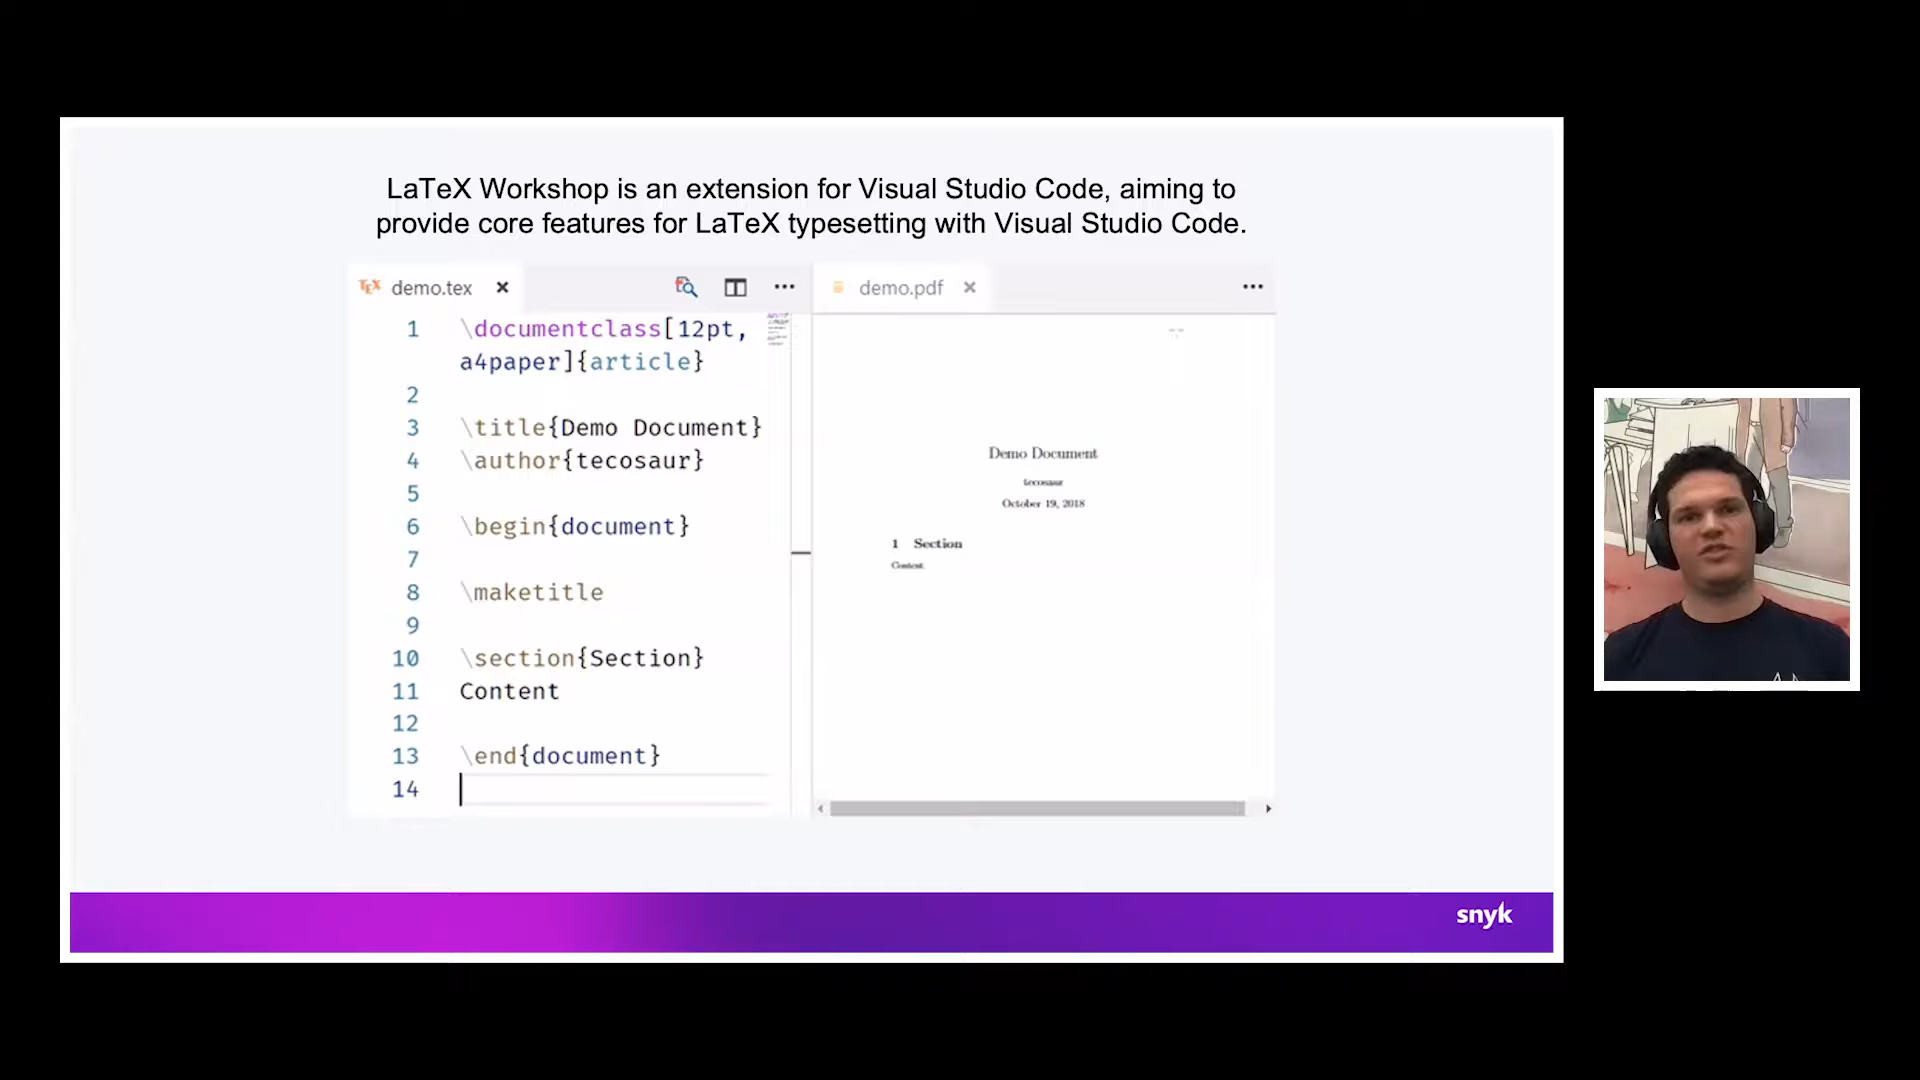 LaTeX Workshop is an extension for Visual Studio Code, aiming to
provide core features for LaTeX typesetting with Visual Studio Code.
TEX demo.tex
1 \documentclass[12pt,
a4paper]{article}
2
3 \title{Demo Document}
4 \author{tecosaur}
5
6 \begin{document}
7
8 \maketitle
9
10 \section{Section}
11 Content
12
13 \end{document}
14
demo.pdf
Demo Document
tecosaur
October 19, 2018
1 Section
Content
snyk